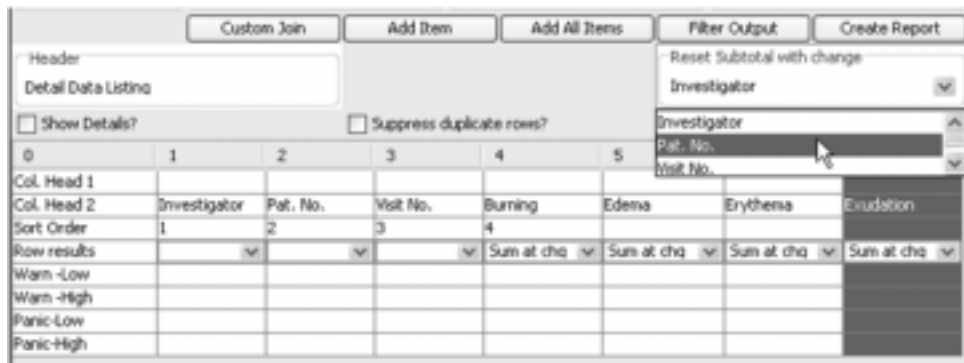 Custom Join Add Item Add All Items Filter Output Create Report
Header
Detail Data Listing
Reset Subtotal with change
Investigator
Show Details? Suppress duplicate rows?
Investigator
Pat. No.
Visit No.
0 1 2 3 4 5
Col. Head 1
Col. Head 2 Investigator Pat. No. Visit No. Burning Edema Erythema Exudation
Sort Order 1 2 3 4
Row results Sum at chg Sum at chg Sum at chg Sum at chg
Warn -Low
Warn -High
Panic-Low
Panic-High